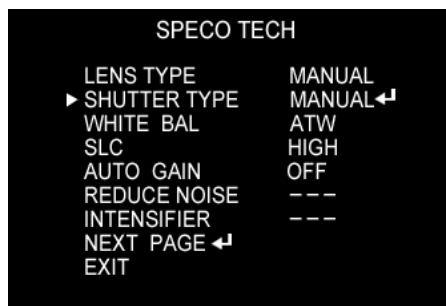 SPECO TECH
LENS TYPE MANUAL
▶ SHUTTER TYPE MANUAL↵
WHITE BAL ATW
SLC HIGH
AUTO GAIN OFF
REDUCE NOISE ---
INTENSIFIER ---
NEXT PAGE ↵
EXIT